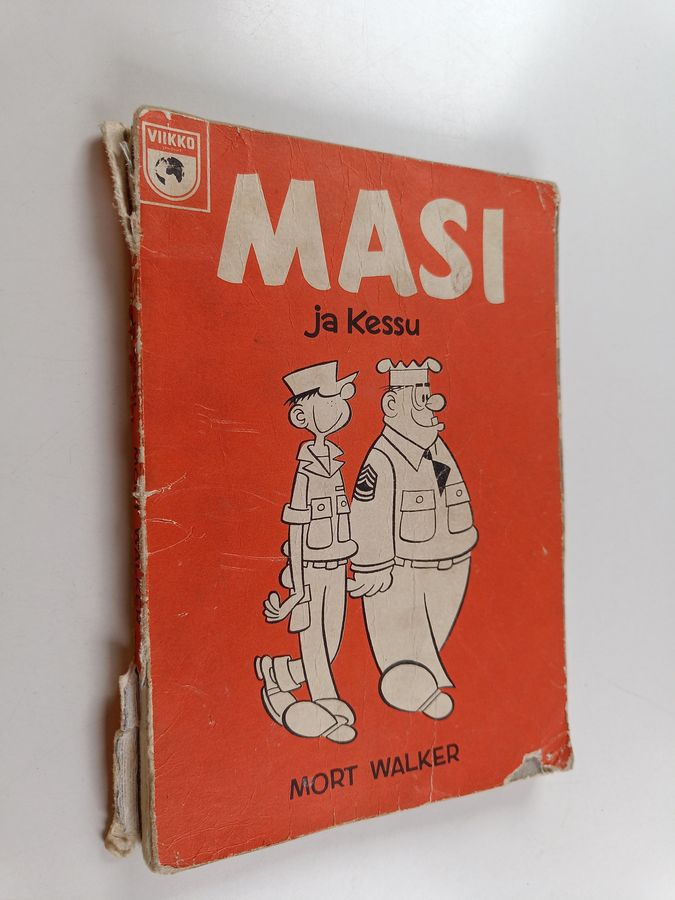 VIIKKO
MASI
ja Kessu
MORT WALKER